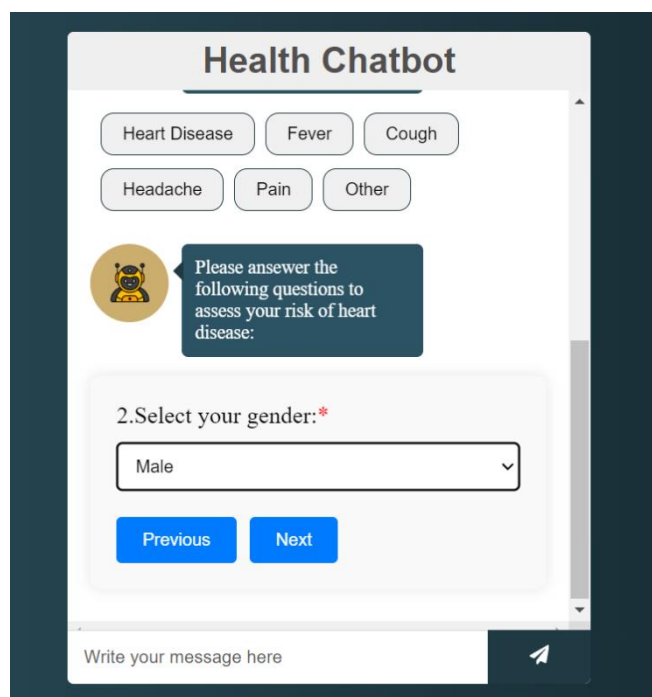 Health Chatbot
Heart Disease Fever Cough
Headache Pain Other
Please ansewer the
following questions to
assess your risk of heart
disease:
2.Select your gender:*
Male
Previous Next
Write your message here